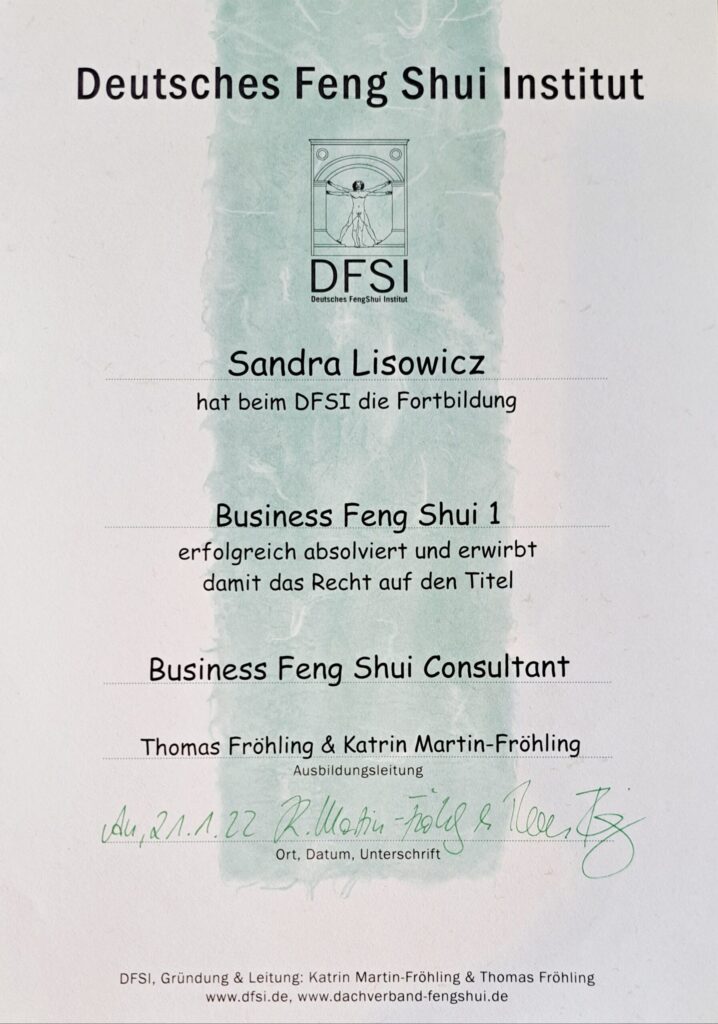 Deutsches Feng Shui Institut
DFSI
Deutsches FengShui Institut
Sandra Lisowicz
hat beim DFSI die Fortbildung
Business Feng Shui 1
erfolgreich absolviert und erwirbt
damit das Recht auf den Titel
Business Feng Shui Consultant
Thomas Fröhling & Katrin Martin-Fröhling
Ausbildungsleitung
Au, 21.1.22 K. Martin-Fröhlg
Ort, Datum, Unterschrift
DFSI, Gründung & Leitung: Katrin Martin-Fröhling & Thomas Fröhling
www.dfsi.de, www.dachverband-fengshui.de